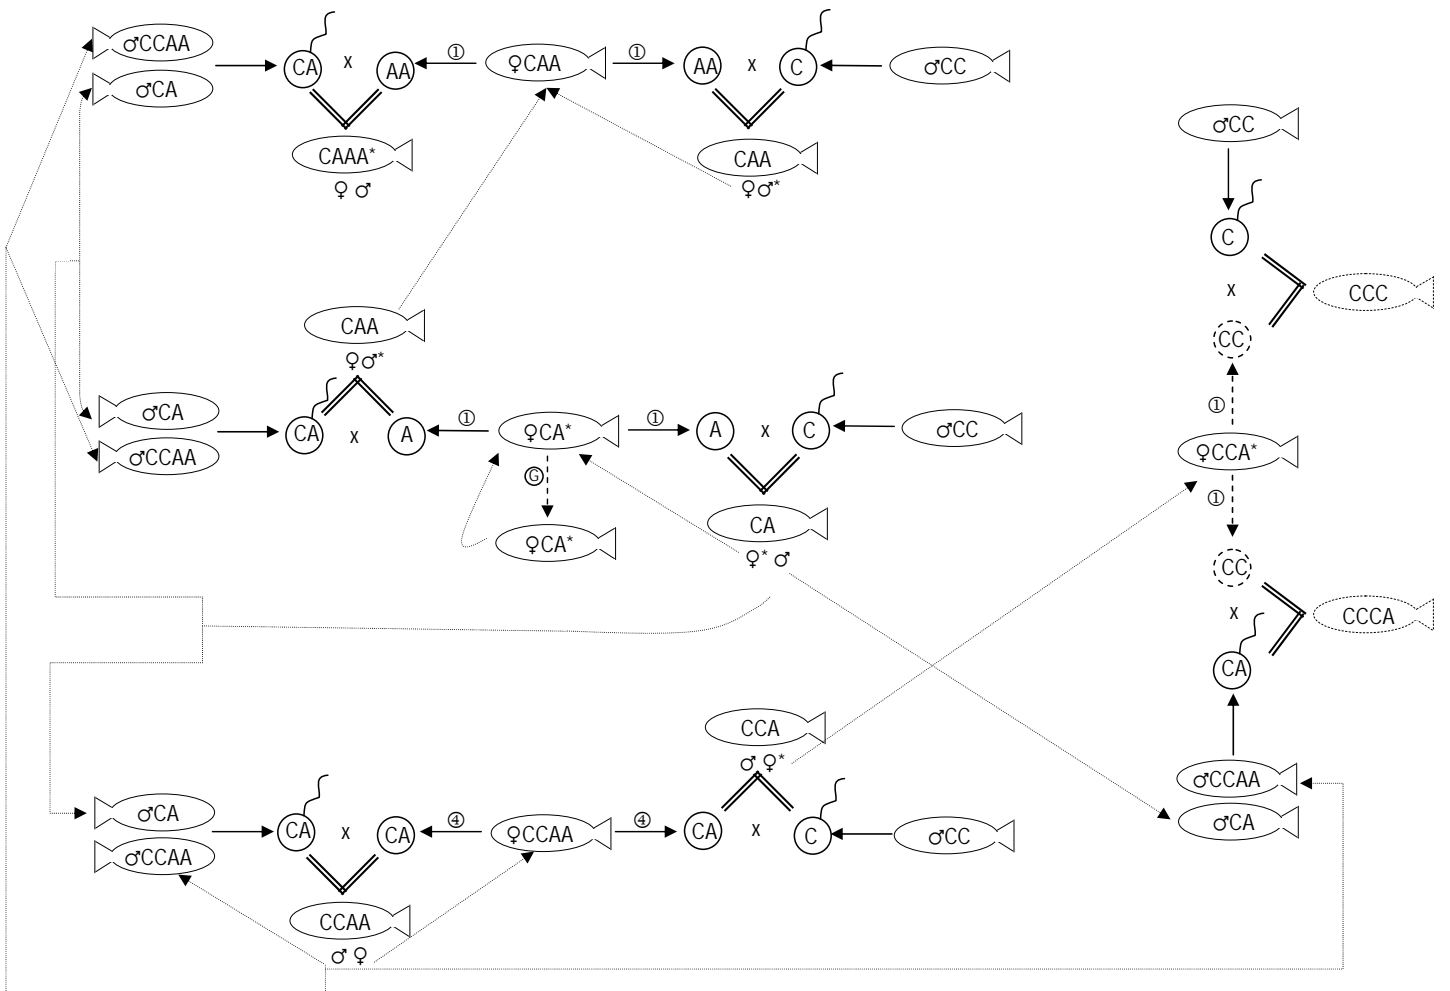 ♂CCAA
♂CA
CA x AA
①
♀CAA
①
AA x C
♂CC
CAAA*
♀ ♂
CAA
♀♂*
♂CC
C
x
CC
CCC
①
♀CCA*
①
CC
x
CA
CCCA
♂CCAA
♂CA
CAA
♀♂*
♂CA
♂CCAA
CA x A
①
♀CA*
①
A x C
♂CC
Ⓖ
♀CA*
CA
♀* ♂
CCA
♂ ♀*
♂CA
♂CCAA
CA x CA
④
♀CCAA
④
CA x C
♂CC
CCAA
♂ ♀